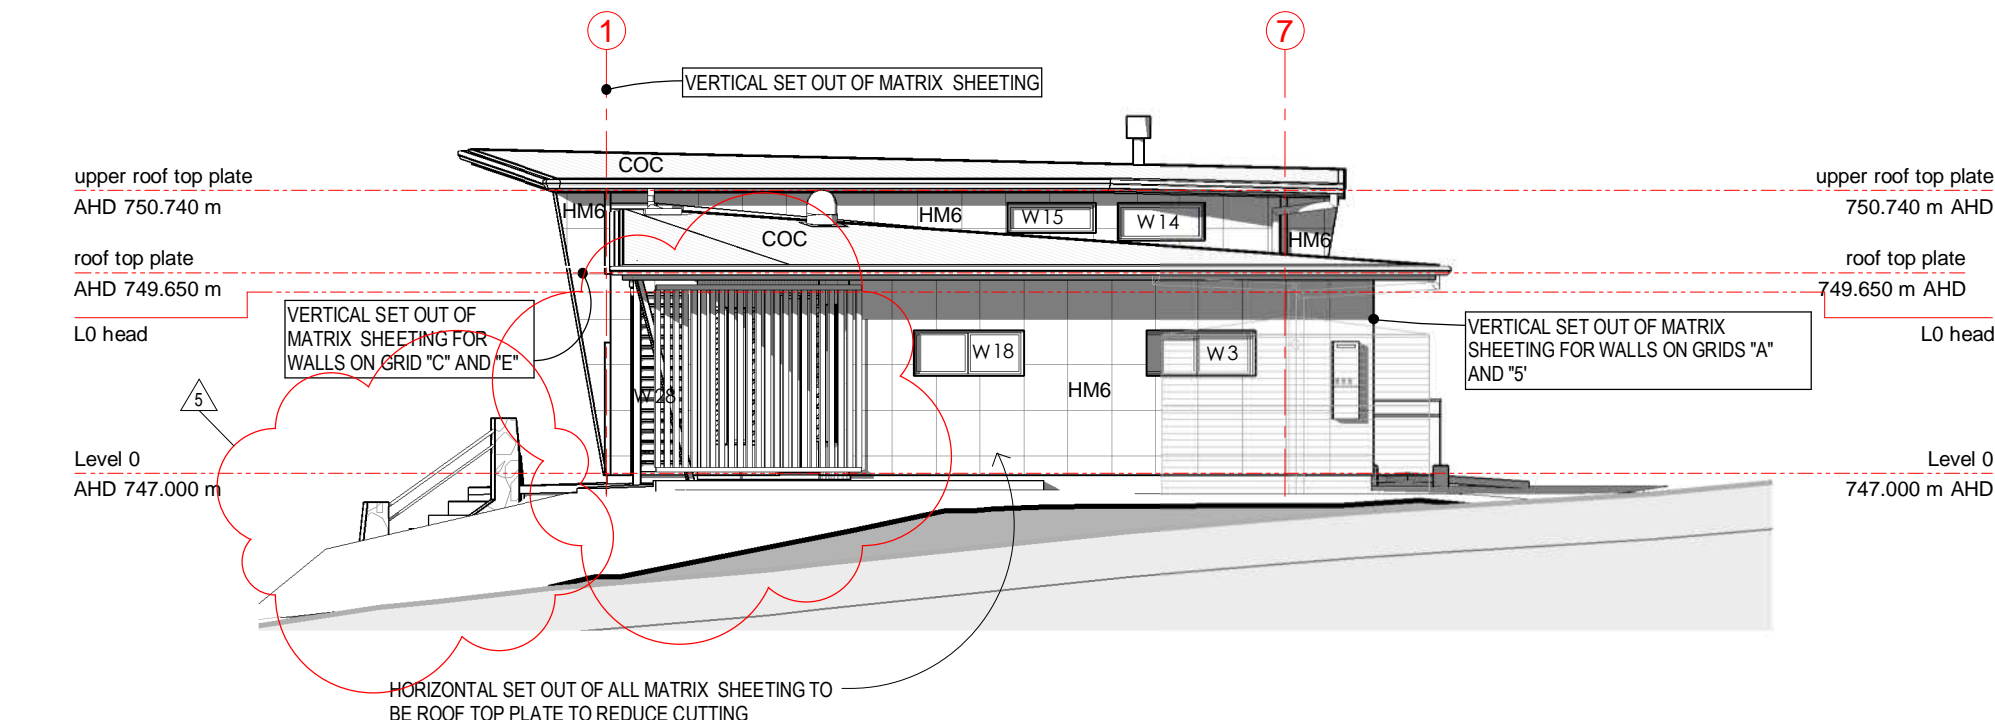 1
7
VERTICAL SET OUT OF MATRIX SHEETING
COC
upper roof top plate
AHD 750.740 m
upper roof top plate
750.740 m AHD
HM6
HM6
W15
W14
COC
HM6
roof top plate
AHD 749.650 m
roof top plate
749.650 m AHD
L0 head
L0 head
VERTICAL SET OUT OF
MATRIX SHEETING FOR
WALLS ON GRID "C" AND "E"
VERTICAL SET OUT OF MATRIX
SHEETING FOR WALLS ON GRIDS "A"
AND "5'
W18
W3
5
W28
HM6
Level 0
AHD 747.000 m
Level 0
747.000 m AHD
HORIZONTAL SET OUT OF ALL MATRIX SHEETING TO
BE ROOF TOP PLATE TO REDUCE CUTTING